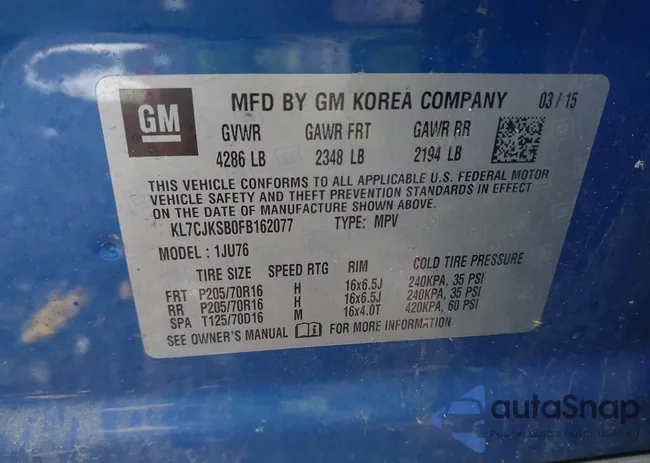 GM
MFD BY GM KOREA COMPANY 03 / 15
GVWR GAWR FRT GAWR RR
4286 LB 2348 LB 2194 LB
THIS VEHICLE CONFORMS TO ALL APPLICABLE U.S. FEDERAL MOTOR
VEHICLE SAFETY AND THEFT PREVENTION STANDARDS IN EFFECT
ON THE DATE OF MANUFACTURE SHOWN ABOVE.
KL7CJKSB0FB162077 TYPE: MPV
MODEL : 1JU76
TIRE SIZE SPEED RTG RIM COLD TIRE PRESSURE
FRT P205/70R16 H 16x6.5J 240KPA, 35 PSI
RR P205/70R16 H 16x6.5J 240KPA, 35 PSI
SPA T125/70D16 M 16x4.0T 420KPA, 60 PSI
SEE OWNER'S MANUAL FOR MORE INFORMATION
autoSnap